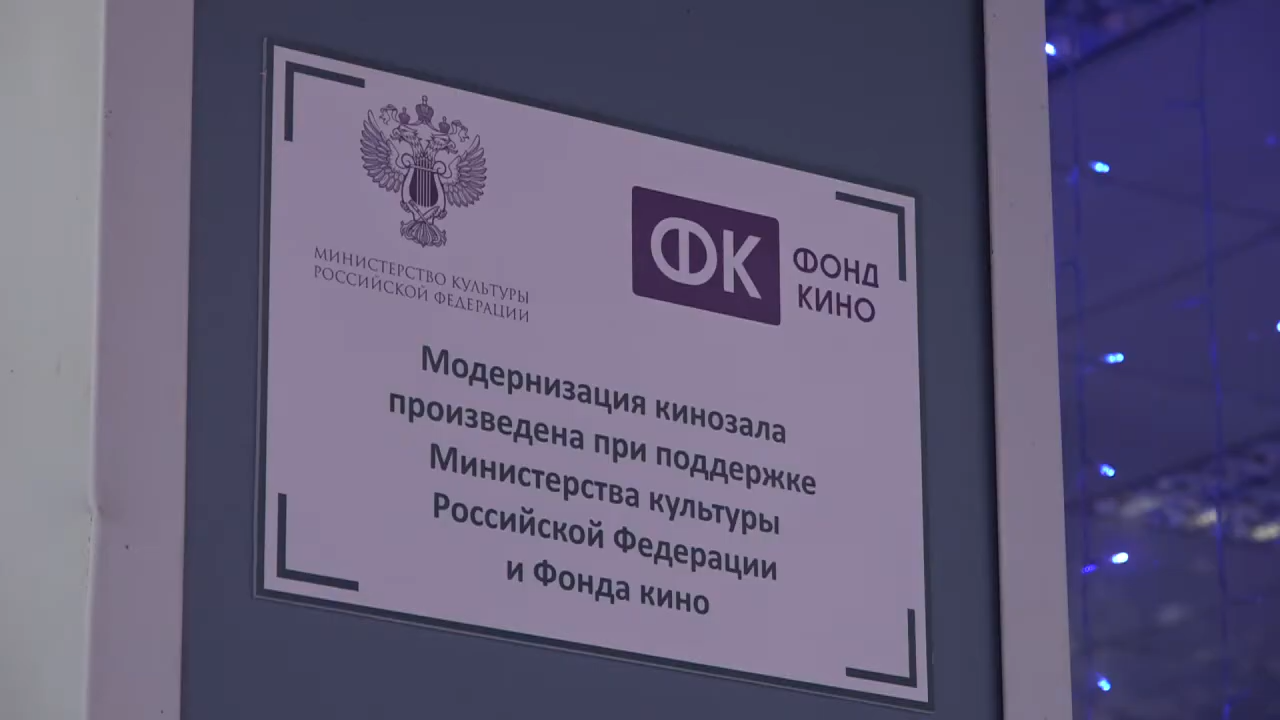 МИНИСТЕРСТВО КУЛЬТУРЫ
РОССИЙСКОЙ ФЕДЕРАЦИИ
ФК
ФОНД
КИНО
Модернизация кинозала
произведена при поддержке
Министерства культуры
Российской Федерации
и Фонда кино